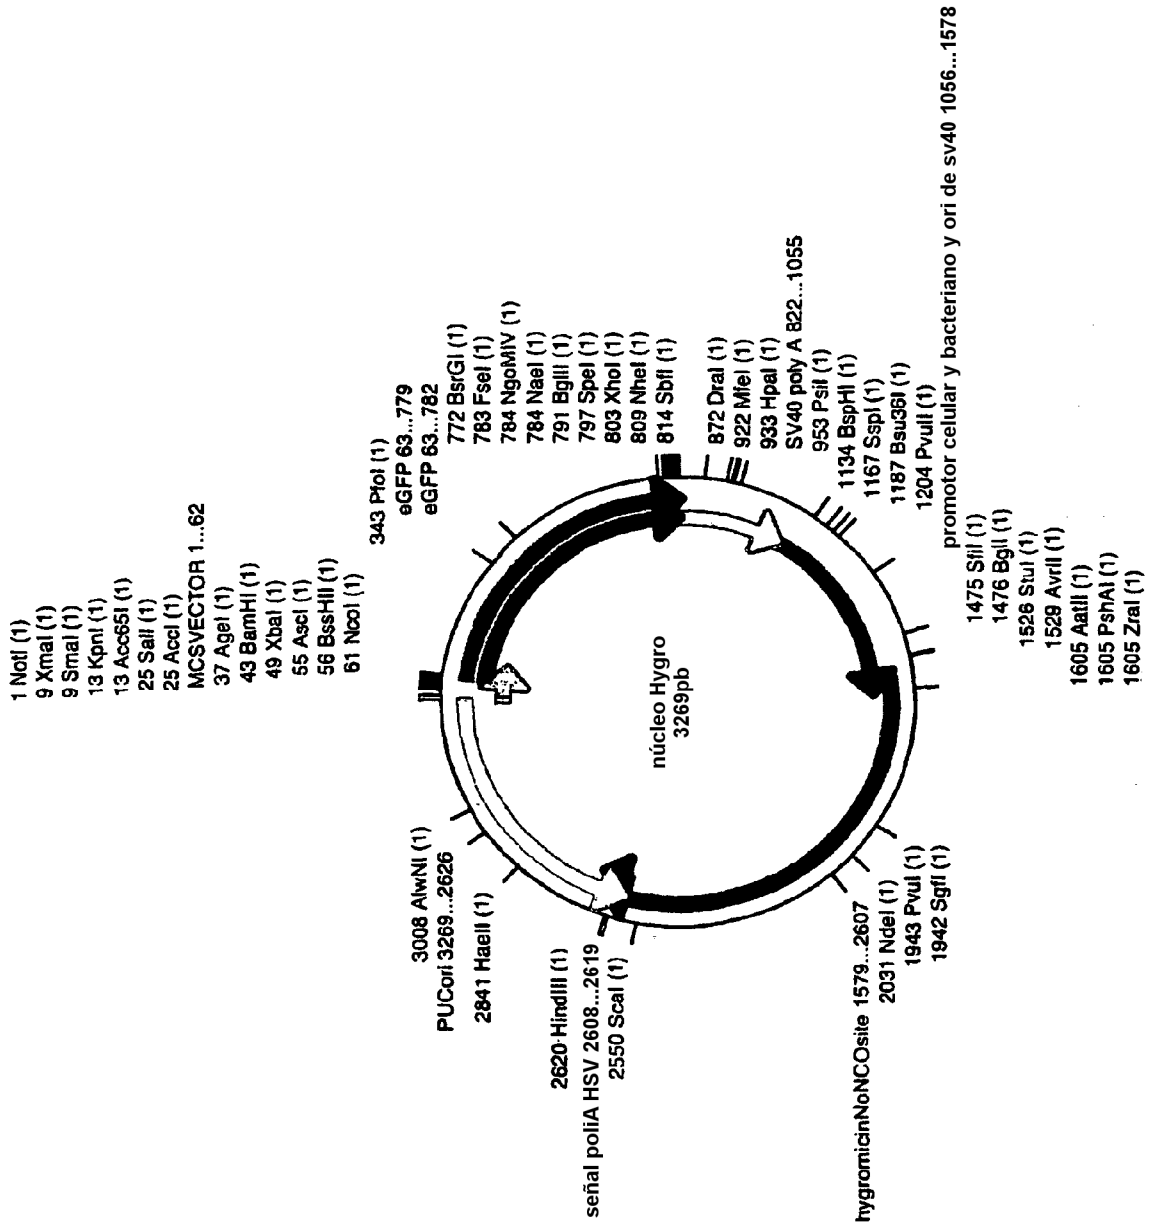 1 NotI (1)
9 XmaI (1)
9 SmaI (1)
13 KpnI (1)
13 Acc65I (1)
25 SalI (1)
25 AccI (1)
MCSVECTOR 1...62
37 AgeI (1)
43 BamHI (1)
49 XbaI (1)
55 AscI (1)
56 BssHII (1)
61 NcoI (1)
343 PfoI (1)
eGFP 63...779
eGFP 63...782
772 BsrGI (1)
783 FseI (1)
784 NgoMIV (1)
784 NaeI (1)
791 BglII (1)
797 SpeI (1)
803 XhoI (1)
809 NheI (1)
814 SbfI (1)
872 DraI (1)
922 MfeI (1)
933 HpaI (1)
SV40 poly A 822...1055
953 PsiI (1)
1134 BspHI (1)
1167 SspI (1)
1187 Bsu36I (1)
1204 PvuII (1)
promotor celular y bacteriano y ori de sv40 1056...1578
1475 SfiI (1)
1476 BglI (1)
1526 StuI (1)
1529 AvrII (1)
1605 AatII (1)
1605 PshAI (1)
1605 ZraI (1)
núcleo Hygro
3269pb
3008 AlwNI (1)
PUCori 3269...2626
2841 HaeII (1)
2620 HindIII (1)
señal poliA HSV 2608...2619
2550 ScaI (1)
hygromicinNoNCOsite 1579...2607
2031 NdeI (1)
1943 PvuI (1)
1942 SgfI (1)